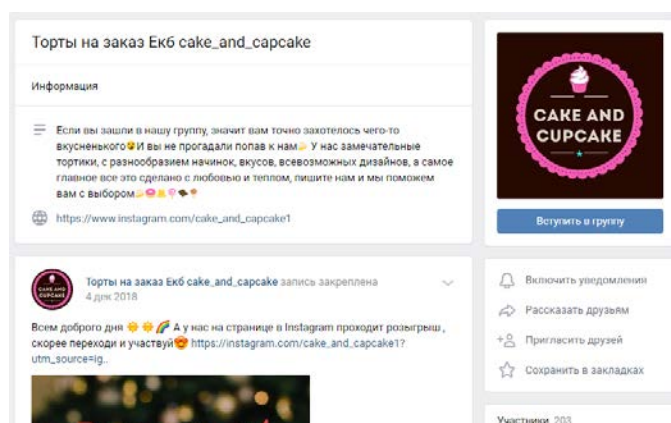 Торты на заказ Екб cake_and_capcake
Информация
Если вы зашли в нашу группу, значит вам точно захотелось чего-то
вкусненького😋И вы не прогадали попав к нам✨ У нас замечательные
тортики, с разнообразием начинок, вкусов, всевозможных дизайнов, а самое
главное все это сделано с любовью и теплом, пишите нам и мы поможем
вам с выбором
https://www.instagram.com/cake_and_capcake1
CAKE AND
CUPCAKE
Торты на заказ Екб cake_and_capcake запись закреплена
4 дек 2018
Всем доброго дня ☀️☀️🌈 А у нас на странице в Instagram проходит розыгрыш,
скорее переходи и участвуй😍 https://instagram.com/cake_and_capcake1?
utm_source=ig..
CAKE AND
CUPCAKE
Вступить в группу
Включить уведомления
Рассказать друзьям
Пригласить друзей
Сохранить в закладках
Участники 203